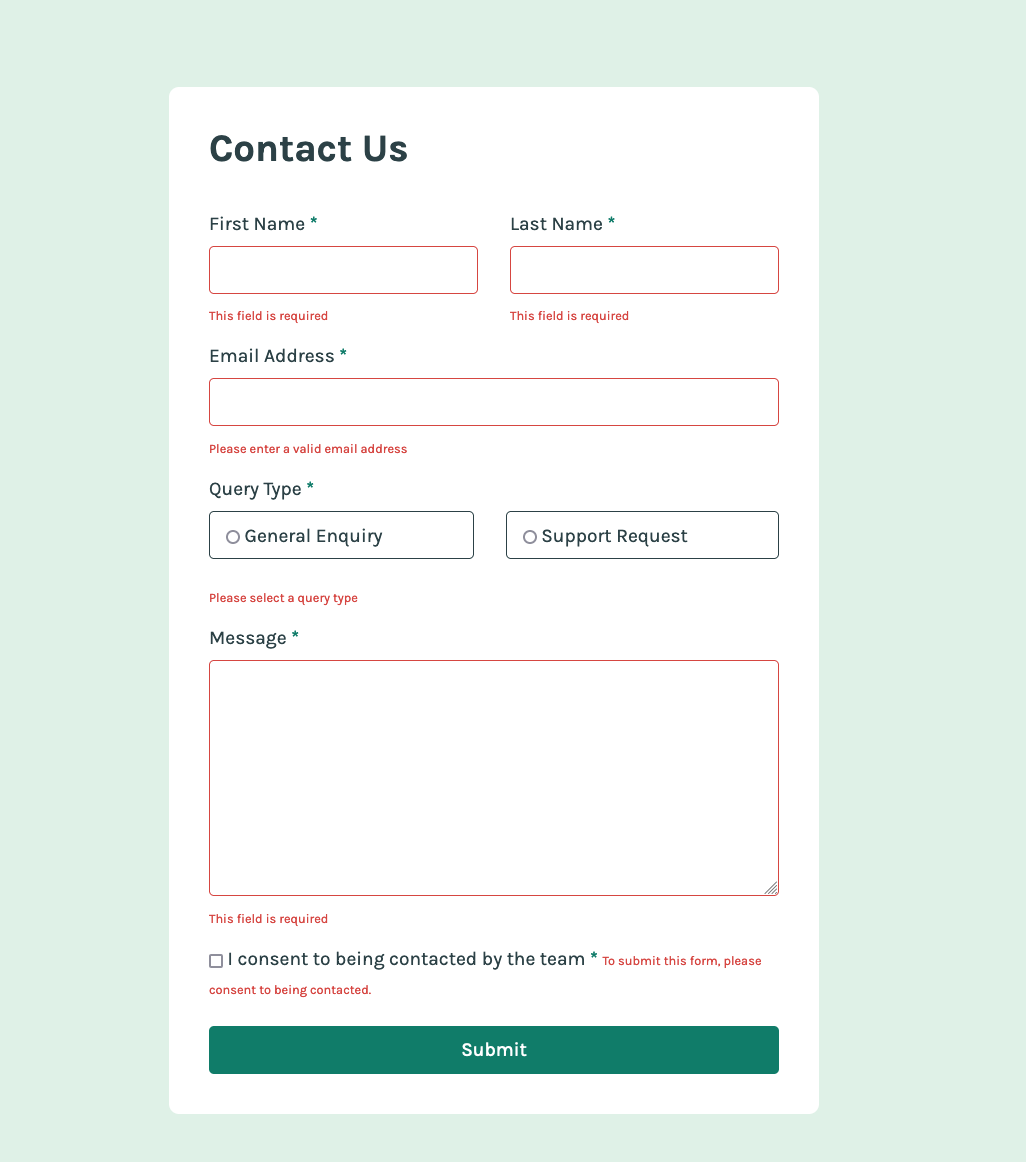 Contact Us
First Name *
Last Name *
This field is required
This field is required
Email Address *
Please enter a valid email address
Query Type *
General Enquiry
Support Request
Please select a query type
Message *
This field is required
I consent to being contacted by the team * To submit this form, please
consent to being contacted.
Submit